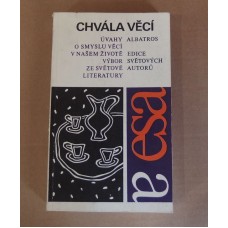 CHVÁLA VĚCÍ
ÚVAHY
O SMYSLU VĚCÍ
V NAŠEM ŽIVOTĚ
VÝBOR
ZE SVĚTOVÉ
LITERATURY
ALBATROS
EDICE
SVĚTOVÝCH
AUTORŮ
esa
a